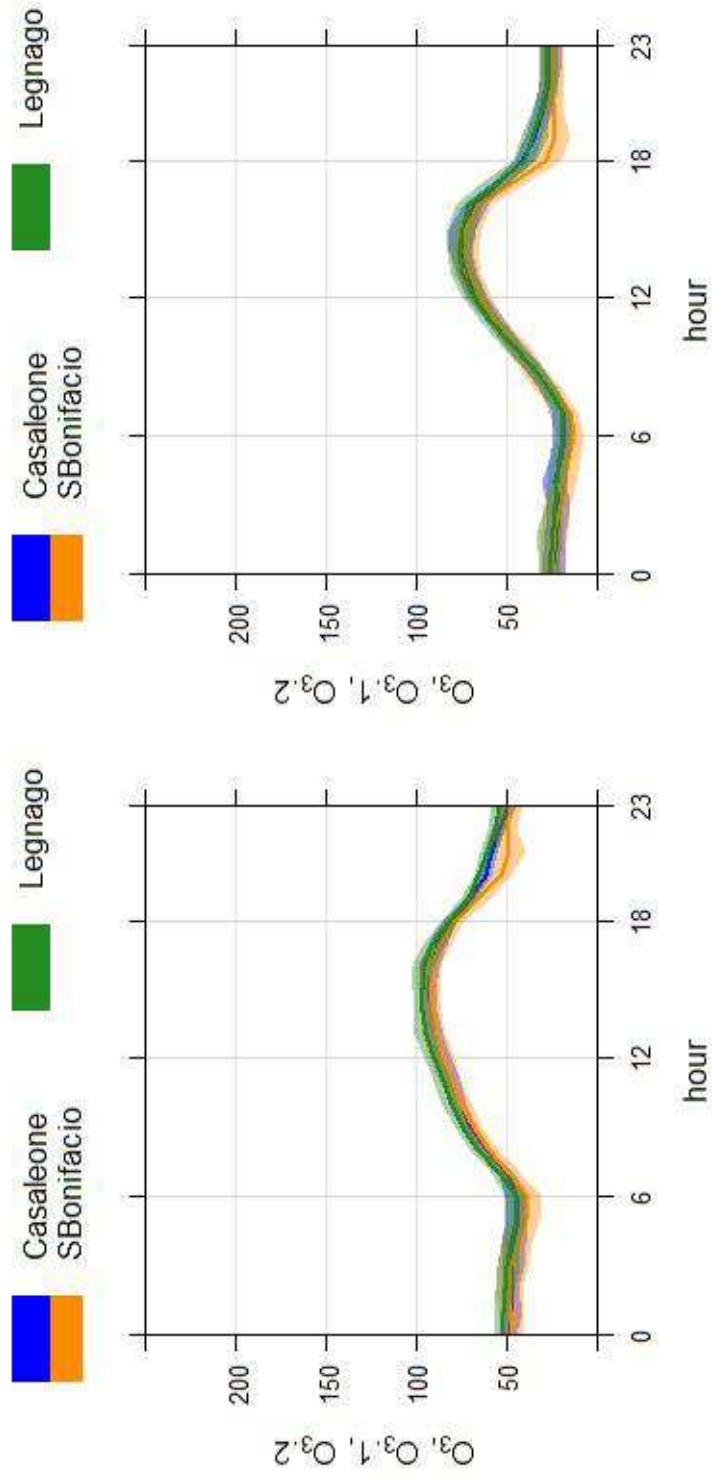 Casaleone Legnago
SBonifacio
O₃, O₃.1, O₃.2
200
150
100
50
0 6 12 18 23
hour
Casaleone Legnago
SBonifacio
O₃, O₃.1, O₃.2
200
150
100
50
0 6 12 18 23
hour